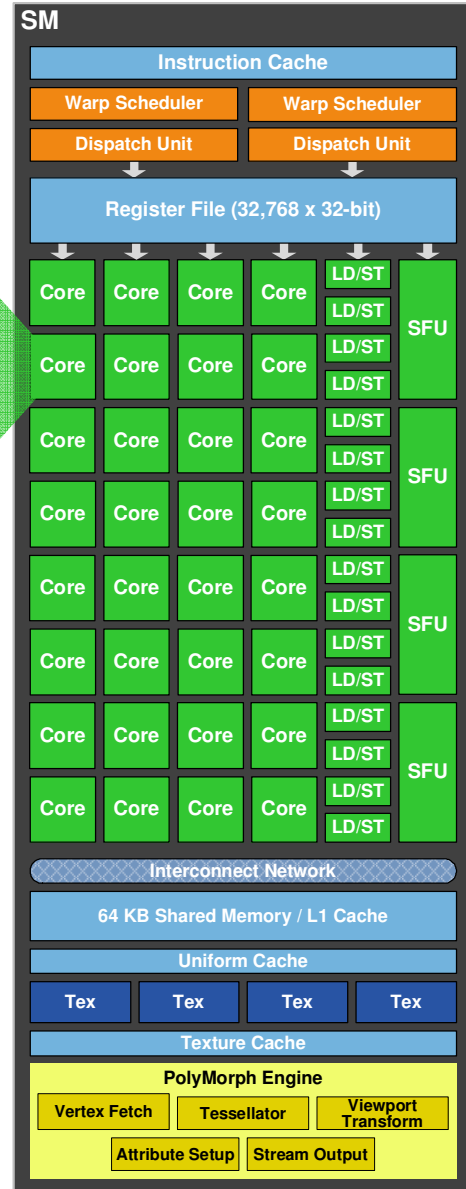 SM
Instruction Cache
Warp Scheduler Warp Scheduler
Dispatch Unit Dispatch Unit
Register File (32,768 x 32-bit)
LD/ST
Core Core Core Core
LD/ST
SFU
LD/ST
Core Core Core Core
LD/ST
LD/ST
Core Core Core Core
LD/ST
SFU
LD/ST
Core Core Core Core
LD/ST
LD/ST
Core Core Core Core
LD/ST
SFU
LD/ST
Core Core Core Core
LD/ST
LD/ST
Core Core Core Core
LD/ST
SFU
LD/ST
Core Core Core Core
LD/ST
Interconnect Network
64 KB Shared Memory / L1 Cache
Uniform Cache
Tex Tex Tex Tex
Texture Cache
PolyMorph Engine
Vertex Fetch Tessellator Viewport
Transform
Attribute Setup Stream Output